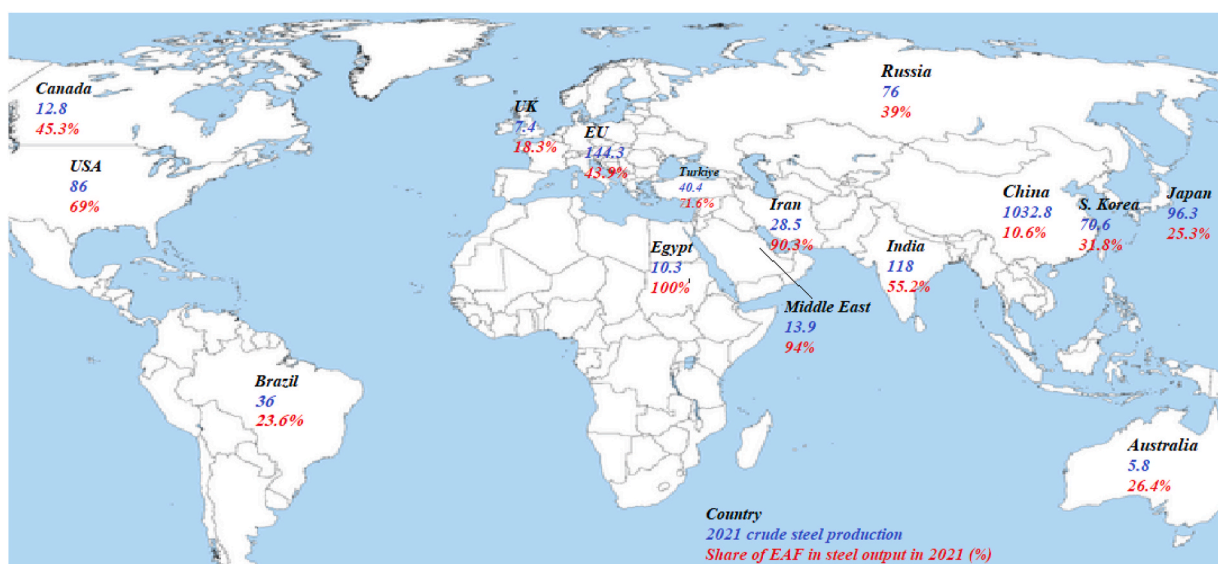 Canada
12.8
45.3%
USA
86
69%
Brazil
36
23.6%
UK
7.4
18.3%
EU
144.3
43.9%
Turkiye
40.4
71.6%
Egypt
10.3
100%
Iran
28.5
90.3%
Middle East
13.9
94%
Russia
76
39%
India
118
55.2%
China
1032.8
10.6%
S. Korea
70.6
31.8%
Japan
96.3
25.3%
Australia
5.8
26.4%
Country
2021 crude steel production
Share of EAF in steel output in 2021 (%)